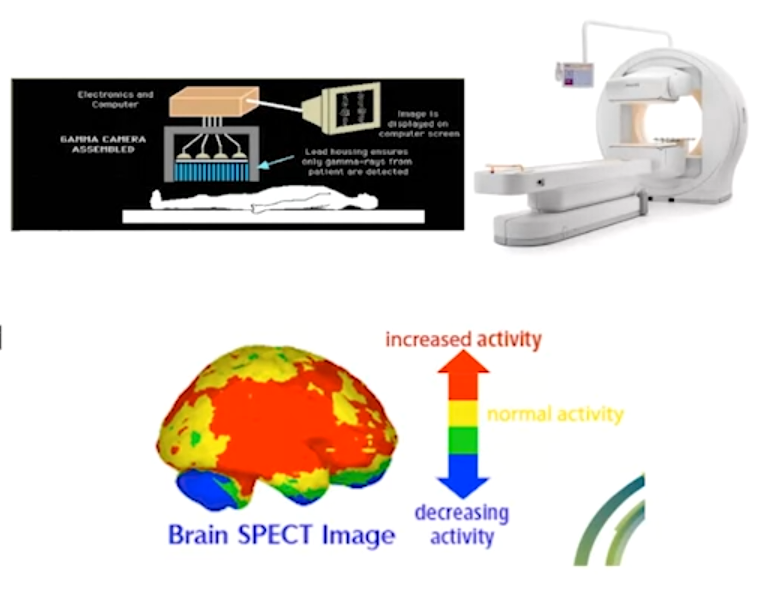 Electronics and
Computer
Image is
displayed on
computer screen
GAMMA CAMERA
ASSEMBLED
Lead housing ensures
only gamma-rays from
patient are detected
increased activity
normal activity
decreasing
activity
Brain SPECT Image